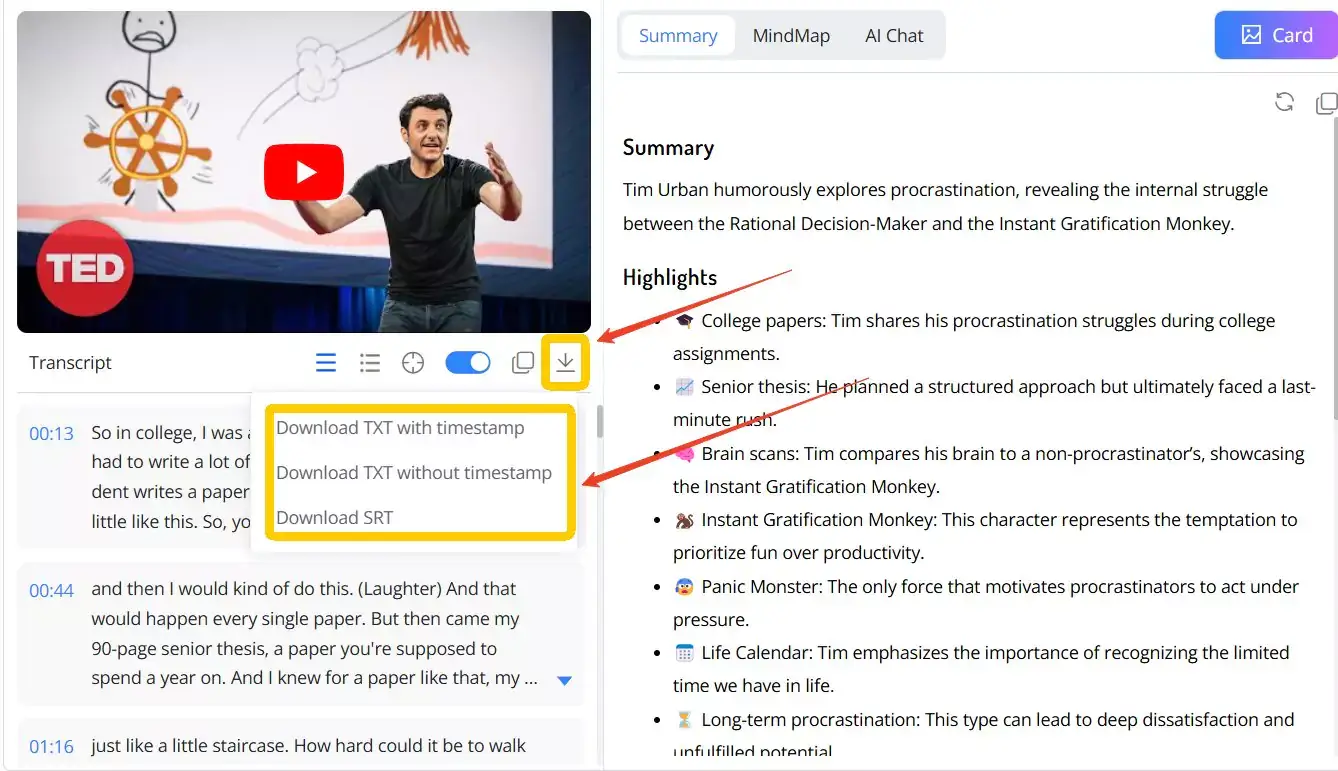 TED
Transcript
Download TXT with timestamp
Download TXT without timestamp
Download SRT
00:13
So in college, I was
had to write a lot of
dent writes a paper
little like this. So, yo
00:44
and then I would kind of do this. (Laughter) And that
would happen every single paper. But then came my
90-page senior thesis, a paper you're supposed to
spend a year on. And I knew for a paper like that, my ...
01:16
just like a little staircase. How hard could it be to walk
Summary
MindMap
AI Chat
Card
Summary
Tim Urban humorously explores procrastination, revealing the internal struggle
between the Rational Decision-Maker and the Instant Gratification Monkey.
Highlights
• 🎓 College papers: Tim shares his procrastination struggles during college
assignments.
• 📈 Senior thesis: He planned a structured approach but ultimately faced a last-
minute rush.
• 🧠 Brain scans: Tim compares his brain to a non-procrastinator’s, showcasing
the Instant Gratification Monkey.
• 🐒 Instant Gratification Monkey: This character represents the temptation to
prioritize fun over productivity.
• 😰 Panic Monster: The only force that motivates procrastinators to act under
pressure.
• 📅 Life Calendar: Tim emphasizes the importance of recognizing the limited
time we have in life.
• ⏳ Long-term procrastination: This type can lead to deep dissatisfaction and
unfulfilled potential